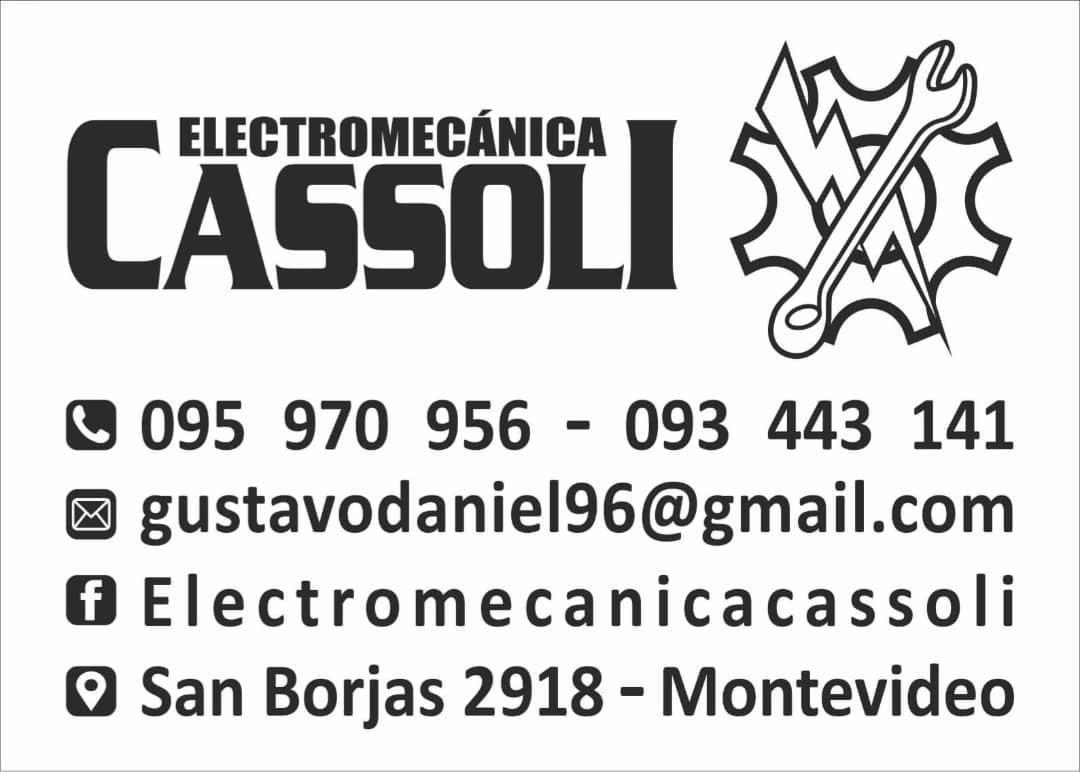 ELECTROMECÁNICA
CASSOLI
095 970 956 - 093 443 141
gustavodaniel96@gmail.com
Electromecanicacassoli
San Borjas 2918 - Montevideo